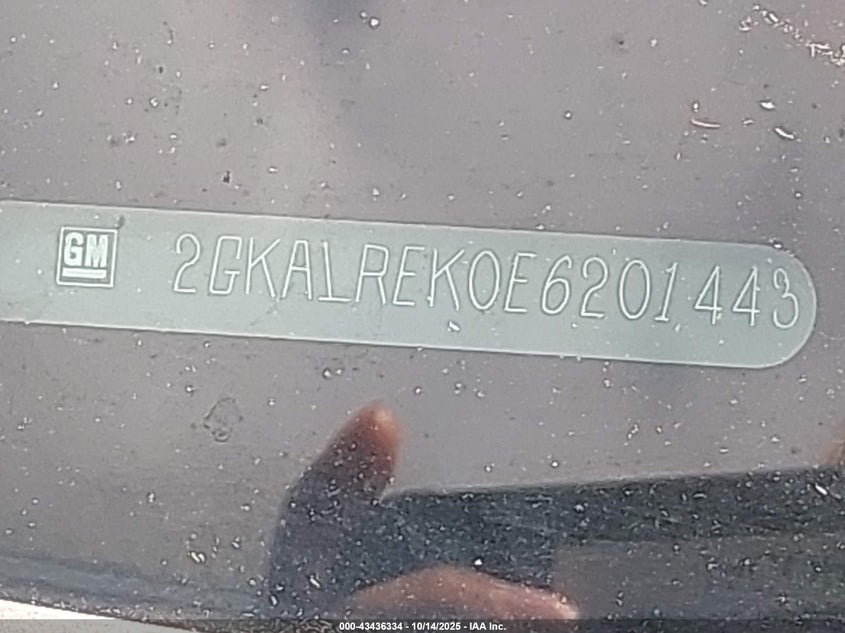 GM 2GKALREK0E6201443
000-43436334 - 10/14/2025 - IAA Inc.